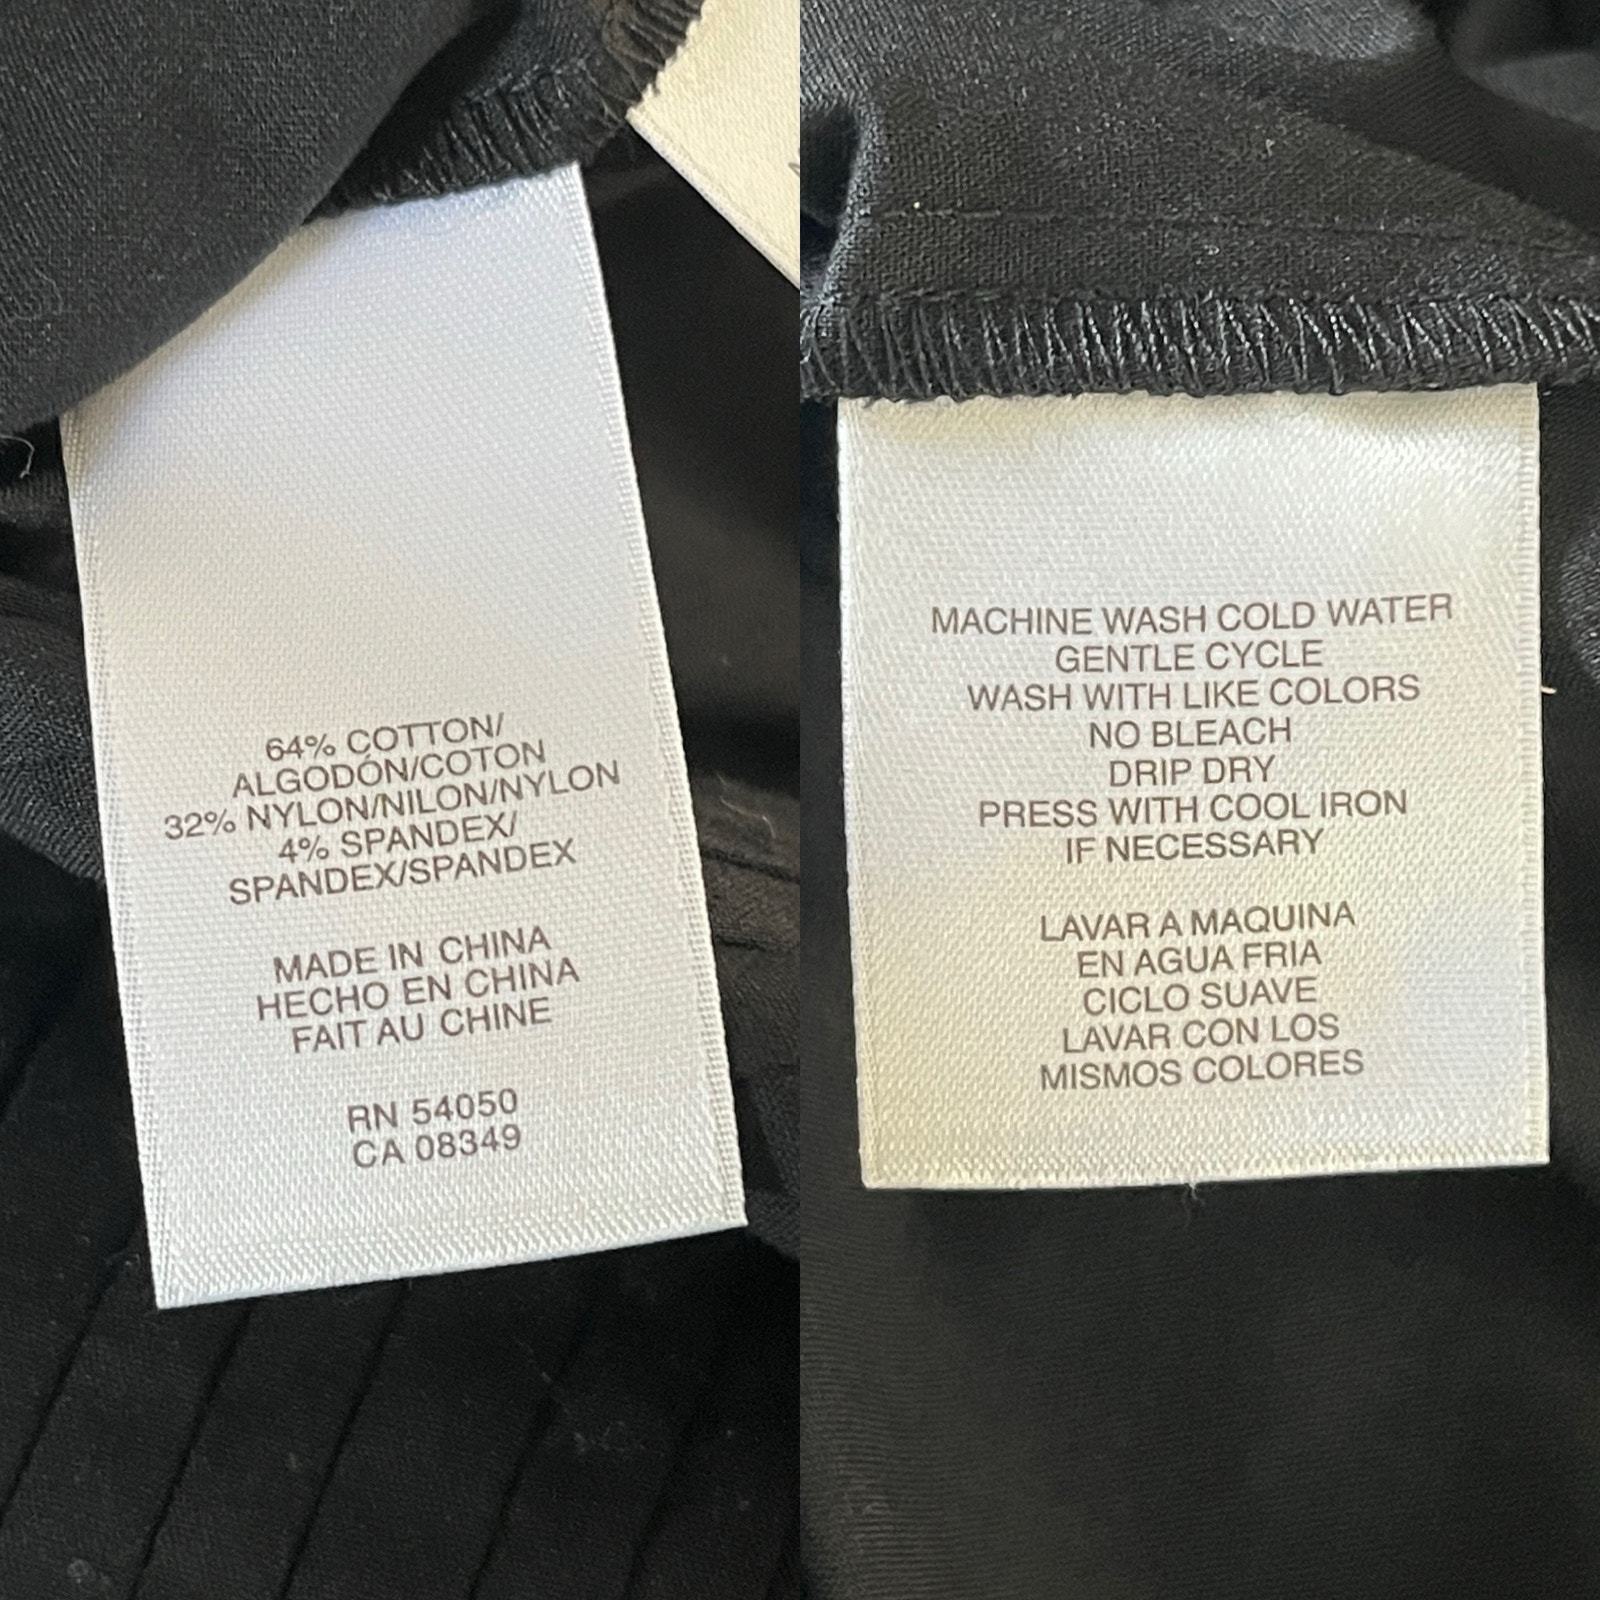 64% COTTON/
ALGODÓN/COTON
32% NYLON/NILON/NYLON
4% SPANDEX/
SPANDEX/SPANDEX
MADE IN CHINA
HECHO EN CHINA
FAIT AU CHINE
RN 54050
CA 08349
MACHINE WASH COLD WATER
GENTLE CYCLE
WASH WITH LIKE COLORS
NO BLEACH
DRIP DRY
PRESS WITH COOL IRON
IF NECESSARY
LAVAR A MAQUINA
EN AGUA FRIA
CICLO SUAVE
LAVAR CON LOS
MISMOS COLORES